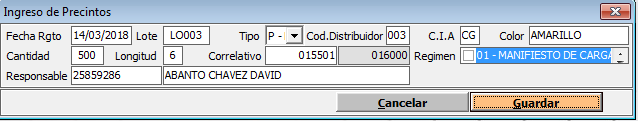 Ingreso de Precintos
Fecha Rgto 14/03/2018 Lote LO003 Tipo P - Cod.Distribuidor 003 C.I.A CG Color AMARILLO
Cantidad 500 Longitud 6 Correlativo 015501 016000 Regimen 01 - MANIFIESTO DE CARGA
Responsable 25859286 ABANTO CHAVEZ DAVID
Cancelar Guardar